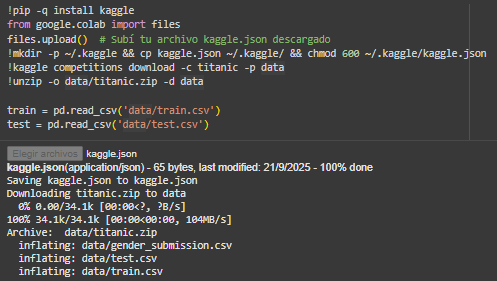 !pip -q install kaggle
from google.colab import files
files.upload()  # Subí tu archivo kaggle.json descargado
!mkdir -p ~/.kaggle && cp kaggle.json ~/.kaggle/ && chmod 600 ~/.kaggle/kaggle.json
!kaggle competitions download -c titanic -p data
!unzip -o data/titanic.zip -d data
train = pd.read_csv('data/train.csv')
test = pd.read_csv('data/test.csv')
Elegir archivos kaggle.json
kaggle.json(application/json) - 65 bytes, last modified: 21/9/2025 - 100% done
Saving kaggle.json to kaggle.json
Downloading titanic.zip to data
  0% 0.00/34.1k [00:00<?, ?B/s]
100% 34.1k/34.1k [00:00<00:00, 104MB/s]
Archive:  data/titanic.zip
  inflating: data/gender_submission.csv
  inflating: data/test.csv
  inflating: data/train.csv